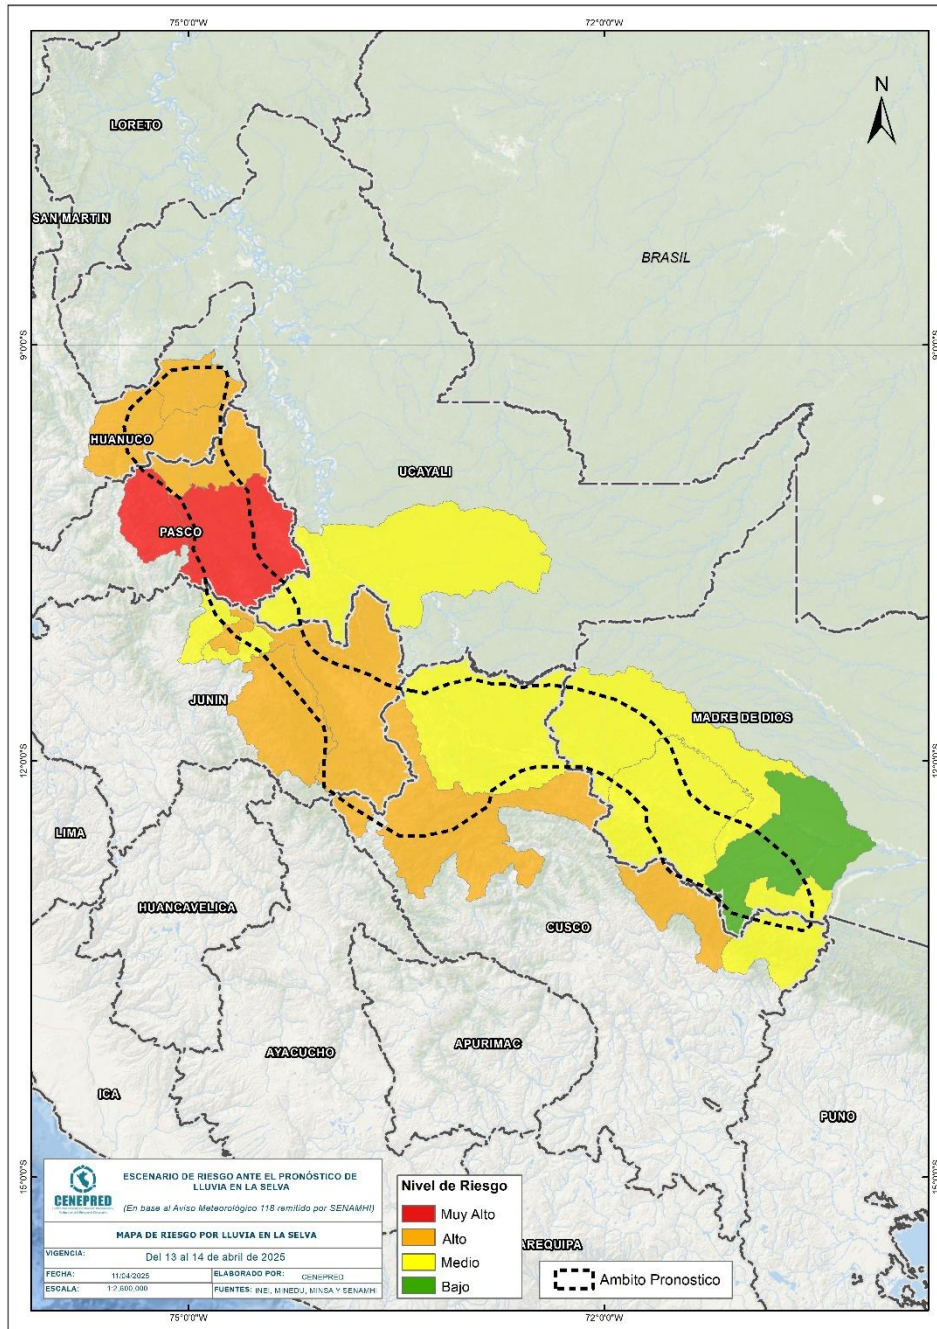 75°0'0"W
72°0'0"W
N
LORETO
SAN MARTIN
BRASIL
9°0'0"S
9°0'0"S
HUANUCO
UCAYALI
PASCO
JUNIN
MADRE DE DIOS
12°0'0"S
12°0'0"S
LIMA
HUANCAVELICA
CUSCO
AYACUCHO
APURIMAC
ICA
PUNO
15°0'0"S
15°0'0"S
AREQUIPA
CENEPRED
ESCENARIO DE RIESGO ANTE EL PRONÓSTICO DE
LLUVIA EN LA SELVA
(En base al Aviso Meteorológico 118 remitido por SENAMHI)
MAPA DE RIESGO POR LLUVIA EN LA SELVA
VIGENCIA:
Del 13 al 14 de abril de 2025
FECHA:
11/04/2025
ELABORADO POR:
CENEPRED
ESCALA:
1:2,600,000
FUENTES: INEI, MINEDU, MINSA Y SENAMHI
Nivel de Riesgo
Muy Alto
Alto
Medio
Bajo
Ambito Pronostico
75°0'0"W
72°0'0"W